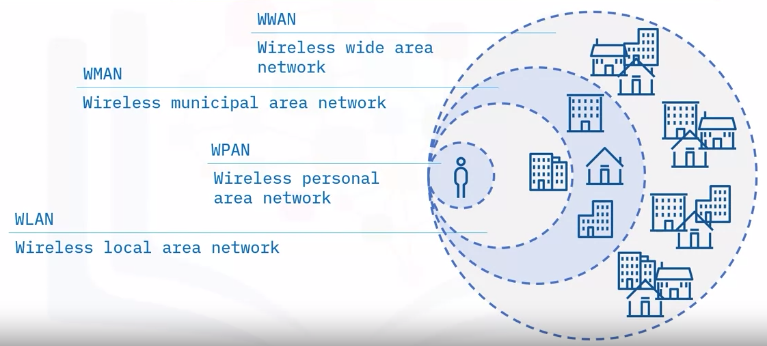 WWAN
Wireless wide area
network
WMAN
Wireless municipal area network
WPAN
Wireless personal
area network
WLAN
Wireless local area network